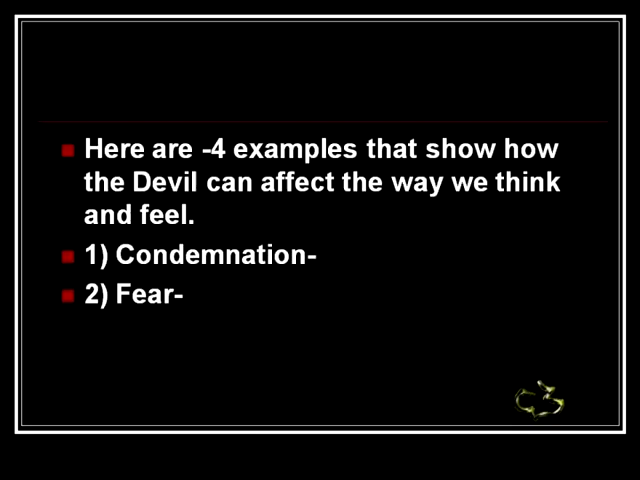 Here are -4 examples that show how
the Devil can affect the way we think
and feel.
1) Condemnation-
2) Fear-
C3